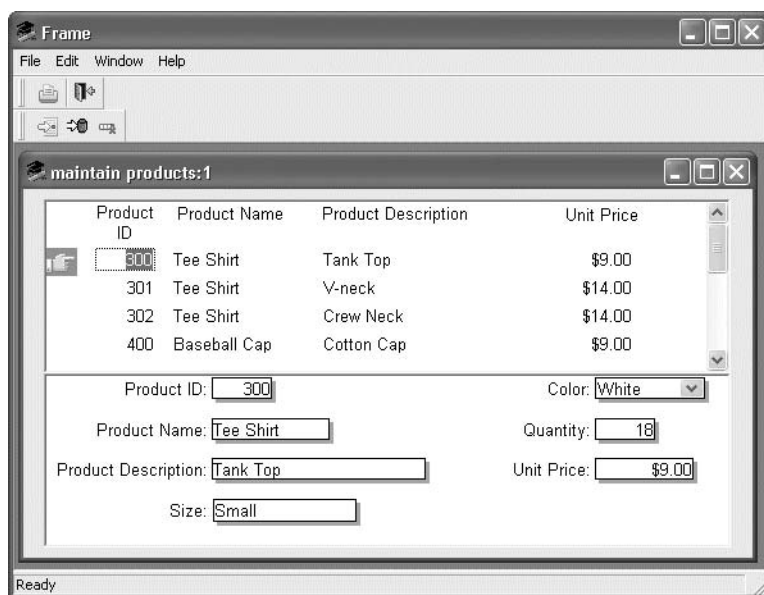 Frame
File Edit Window Help
maintain products:1
Product ID Product Name Product Description Unit Price
300 Tee Shirt Tank Top $9.00
301 Tee Shirt V-neck $14.00
302 Tee Shirt Crew Neck $14.00
400 Baseball Cap Cotton Cap $9.00
Product ID: 300 Color: White
Product Name: Tee Shirt Quantity: 18
Product Description: Tank Top Unit Price: $9.00
Size: Small
Ready